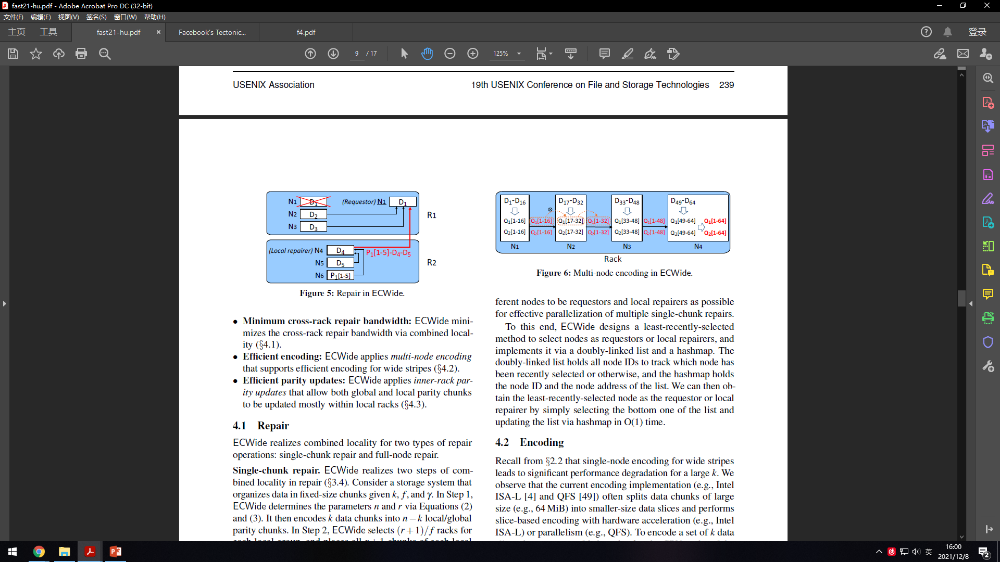 fast21-hu.pdf - Adobe Acrobat Pro DC (32-bit)
文件(F) 编辑(E) 视图(V) 签名(S) 窗口(W) 帮助(H)
主页 工具 fast21-hu.pdf × Facebook's Tectonic... f4.pdf 登录
9 / 17 125%
USENIX Association 19th USENIX Conference on File and Storage Technologies 239
N1 D1 (Requestor) N1 D1
N2 D2 R1
N3 D3
(Local repairer) N4 D4 P1[1-5]-D4-D5
N5 D5 R2
N6 P1[1-5]
Figure 5: Repair in ECWide.
• Minimum cross-rack repair bandwidth: ECWide mini-
mizes the cross-rack repair bandwidth via combined local-
ity (§4.1).
• Efficient encoding: ECWide applies multi-node encoding
that supports efficient encoding for wide stripes (§4.2).
• Efficient parity updates: ECWide applies inner-rack par-
ity updates that allow both global and local parity chunks
to be updated mostly within local racks (§4.3).
4.1 Repair
ECWide realizes combined locality for two types of repair
operations: single-chunk repair and full-node repair.
Single-chunk repair. ECWide realizes two steps of com-
bined locality in repair (§3.4). Consider a storage system that
organizes data in fixed-size chunks given k, f, and γ. In Step 1,
ECWide determines the parameters n and r via Equations (2)
and (3). It then encodes k data chunks into n−k local/global
parity chunks. In Step 2, ECWide selects (r+1)/f racks for
D1-D16 D17-D32 D33-D48 D49-D64
Q1[1-16] Q1[1-16] Q1[17-32] Q1[1-32] Q1[33-48] Q1[1-48] Q1[49-64] Q1[1-64]
Q2[1-16] Q2[1-16] Q2[17-32] Q2[1-32] Q2[33-48] Q2[1-48] Q2[49-64] Q2[1-64]
N1 N2 N3 N4
Rack
Figure 6: Multi-node encoding in ECWide.
ferent nodes to be requestors and local repairers as possible
for effective parallelization of multiple single-chunk repairs.
To this end, ECWide designs a least-recently-selected
method to select nodes as requestors or local repairers, and
implements it via a doubly-linked list and a hashmap. The
doubly-linked list holds all node IDs to track which node has
been recently selected or otherwise, and the hashmap holds
the node ID and the node address of the list. We can then ob-
tain the least-recently-selected node as the requestor or local
repairer by simply selecting the bottom one of the list and
updating the list via hashmap in O(1) time.
4.2 Encoding
Recall from §2.2 that single-node encoding for wide stripes
leads to significant performance degradation for a large k. We
observe that the current encoding implementation (e.g., Intel
ISA-L [4] and QFS [49]) often splits data chunks of large
size (e.g., 64 MiB) into smaller-size data slices and performs
slice-based encoding with hardware acceleration (e.g., Intel
ISA-L) or parallelism (e.g., QFS). To encode a set of k data
英 16:00
2021/12/8 2